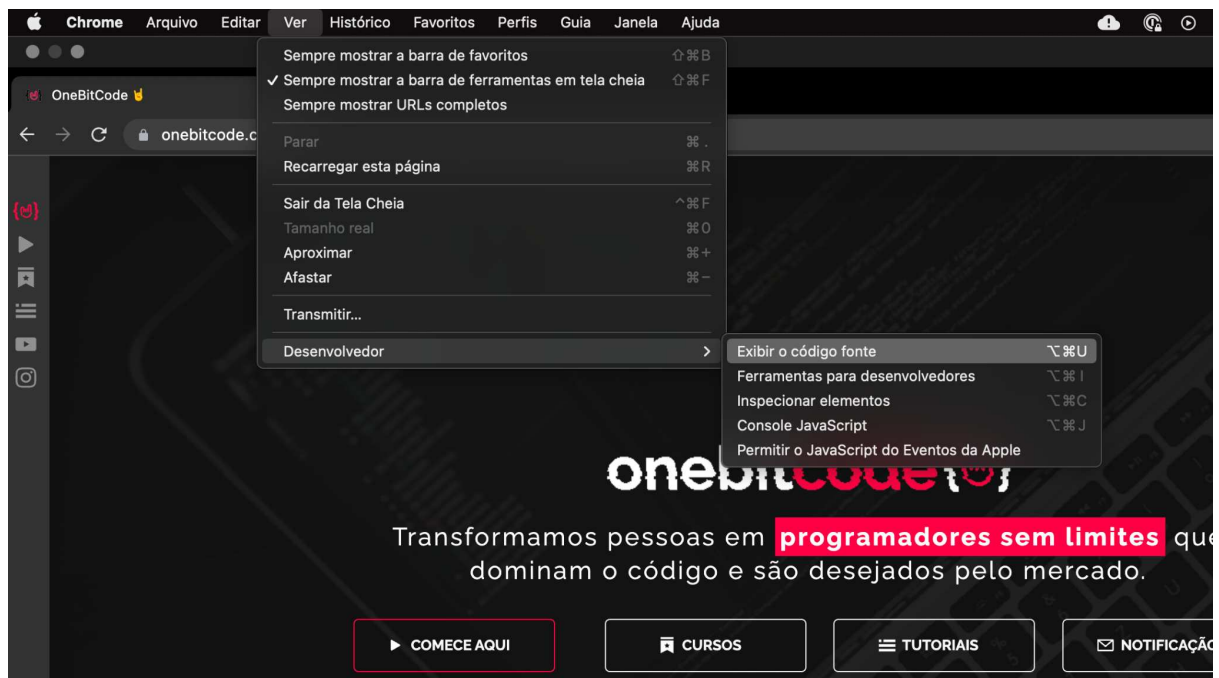 Chrome Arquivo Editar Ver Histórico Favoritos Perfis Guia Janela Ajuda
Sempre mostrar a barra de favoritos ⇧⌘B
✓ Sempre mostrar a barra de ferramentas em tela cheia ⇧⌘F
Sempre mostrar URLs completos
Parar ⌘.
Recarregar esta página ⌘R
Sair da Tela Cheia ^⌘F
Tamanho real ⌘0
Aproximar ⌘+
Afastar ⌘−
Transmitir...
Desenvolvedor >
Exibir o código fonte ⌥⌘U
Ferramentas para desenvolvedores ⌥⌘I
Inspecionar elementos ⌥⌘C
Console JavaScript ⌥⌘J
Permitir o JavaScript do Eventos da Apple
OneBitCode 🤘
onebitcode.c
onebitcode{ }
Transformamos pessoas em programadores sem limites que
dominam o código e são desejados pelo mercado.
COMECE AQUI
CURSOS
TUTORIAIS
NOTIFICAÇÃO